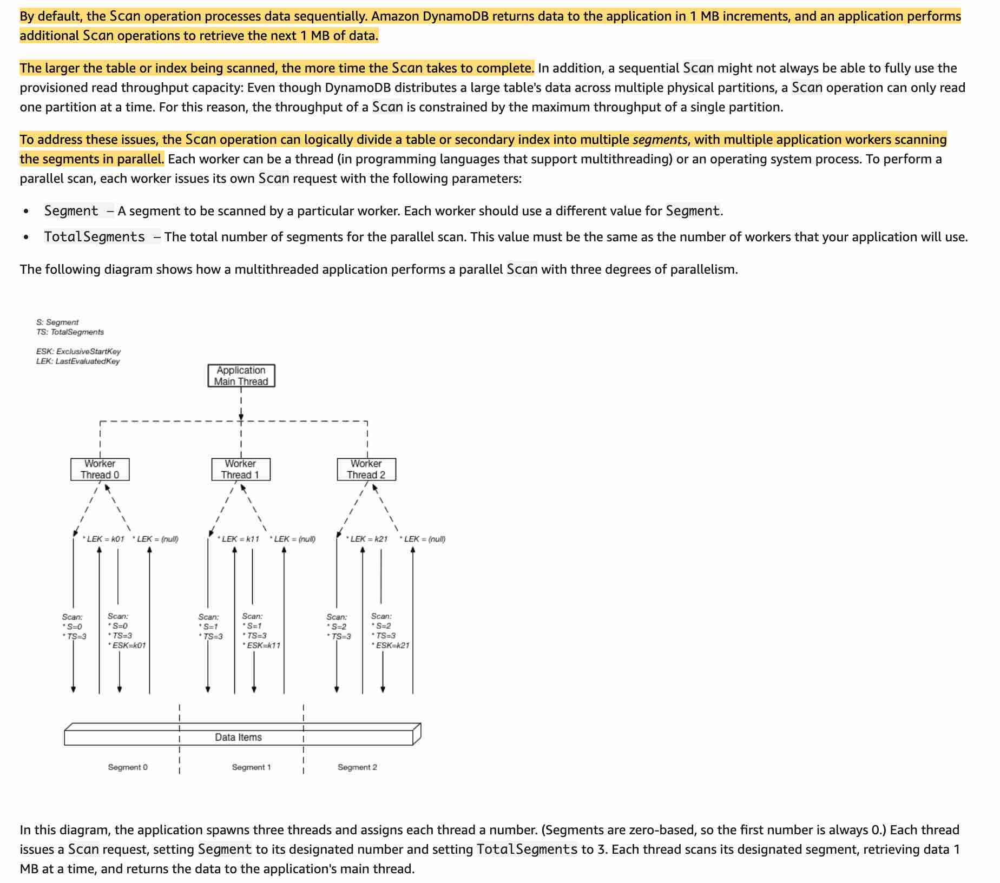 By default, the Scan operation processes data sequentially. Amazon DynamoDB returns data to the application in 1 MB increments, and an application performs
additional Scan operations to retrieve the next 1 MB of data.
The larger the table or index being scanned, the more time the Scan takes to complete. In addition, a sequential Scan might not always be able to fully use the
provisioned read throughput capacity: Even though DynamoDB distributes a large table's data across multiple physical partitions, a Scan operation can only read
one partition at a time. For this reason, the throughput of a Scan is constrained by the maximum throughput of a single partition.
To address these issues, the Scan operation can logically divide a table or secondary index into multiple segments, with multiple application workers scanning
the segments in parallel. Each worker can be a thread (in programming languages that support multithreading) or an operating system process. To perform a
parallel scan, each worker issues its own Scan request with the following parameters:
• Segment – A segment to be scanned by a particular worker. Each worker should use a different value for Segment.
• TotalSegments – The total number of segments for the parallel scan. This value must be the same as the number of workers that your application will use.
The following diagram shows how a multithreaded application performs a parallel Scan with three degrees of parallelism.
S: Segment
TS: TotalSegments
ESK: ExclusiveStartKey
LEK: LastEvaluatedKey
Application
Main Thread
Worker
Thread 0
Worker
Thread 1
Worker
Thread 2
* LEK = k01 * LEK = (null)
* LEK = k11 * LEK = (null)
* LEK = k21 * LEK = (null)
Scan:
* S=0
* TS=3
Scan:
* S=0
* TS=3
* ESK=k01
Scan:
* S=1
* TS=3
Scan:
* S=1
* TS=3
* ESK=k11
Scan:
* S=2
* TS=3
Scan:
* S=2
* TS=3
* ESK=k21
Data Items
Segment 0
Segment 1
Segment 2
In this diagram, the application spawns three threads and assigns each thread a number. (Segments are zero-based, so the first number is always 0.) Each thread
issues a Scan request, setting Segment to its designated number and setting TotalSegments to 3. Each thread scans its designated segment, retrieving data 1
MB at a time, and returns the data to the application's main thread.